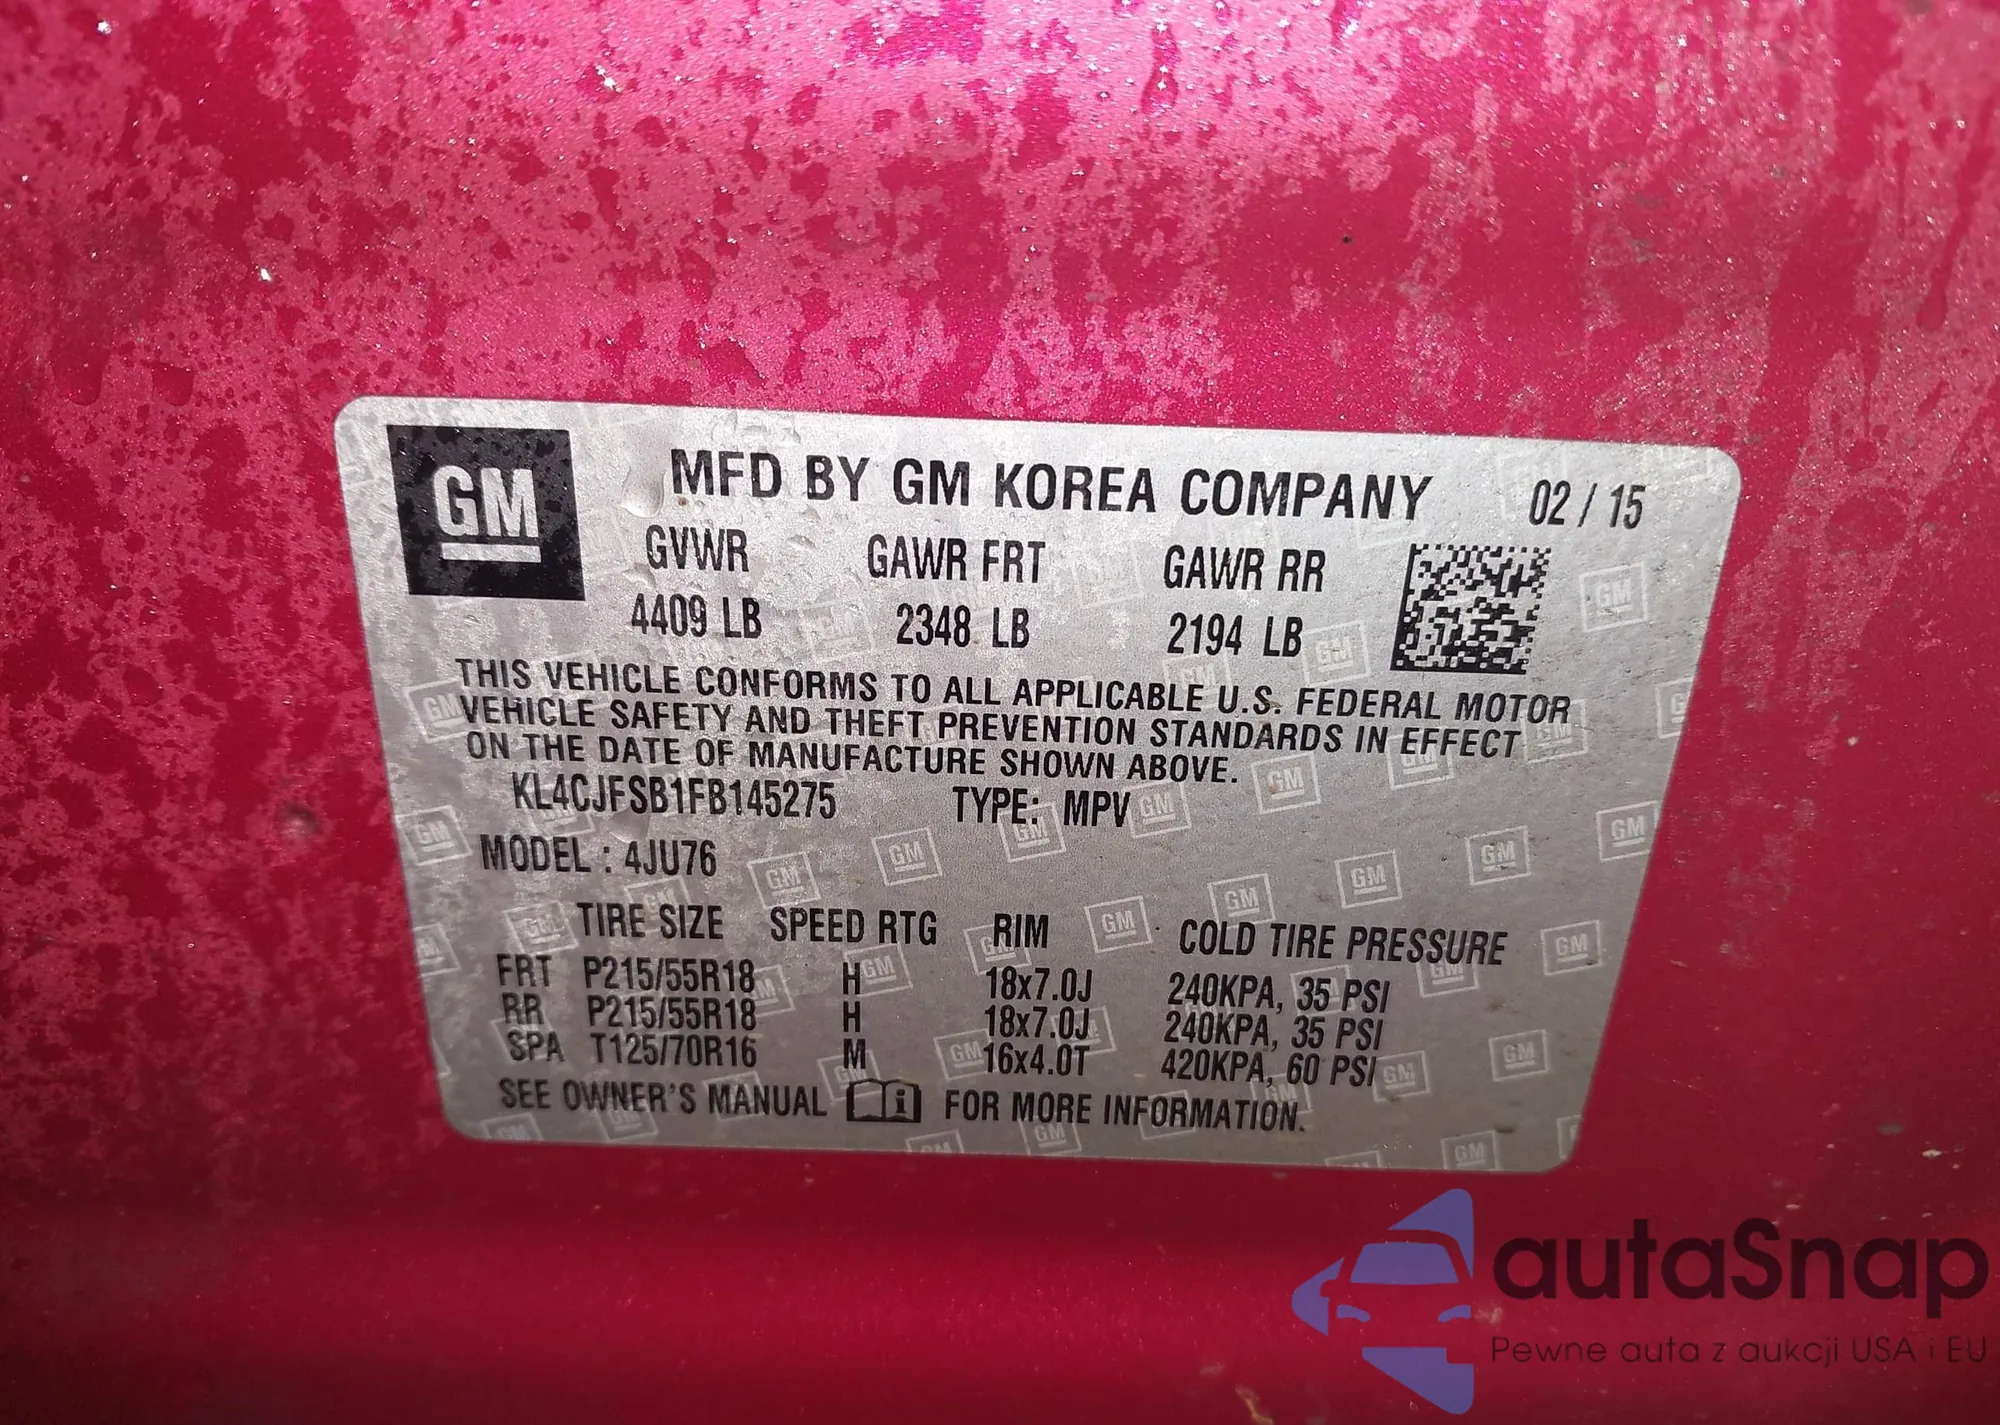 GM
MFD BY GM KOREA COMPANY 02 / 15
GVWR GAWR FRT GAWR RR
4409 LB 2348 LB 2194 LB
THIS VEHICLE CONFORMS TO ALL APPLICABLE U.S. FEDERAL MOTOR
VEHICLE SAFETY AND THEFT PREVENTION STANDARDS IN EFFECT
ON THE DATE OF MANUFACTURE SHOWN ABOVE.
KL4CJFSB1FB145275 TYPE: MPV
MODEL : 4JU76
TIRE SIZE SPEED RTG RIM COLD TIRE PRESSURE
FRT P215/55R18 H 18x7.0J 240KPA, 35 PSI
RR P215/55R18 H 18x7.0J 240KPA, 35 PSI
SPA T125/70R16 M 16x4.0T 420KPA, 60 PSI
SEE OWNER'S MANUAL i FOR MORE INFORMATION.
autaSnap
Pewne auta z aukcji USA i EU